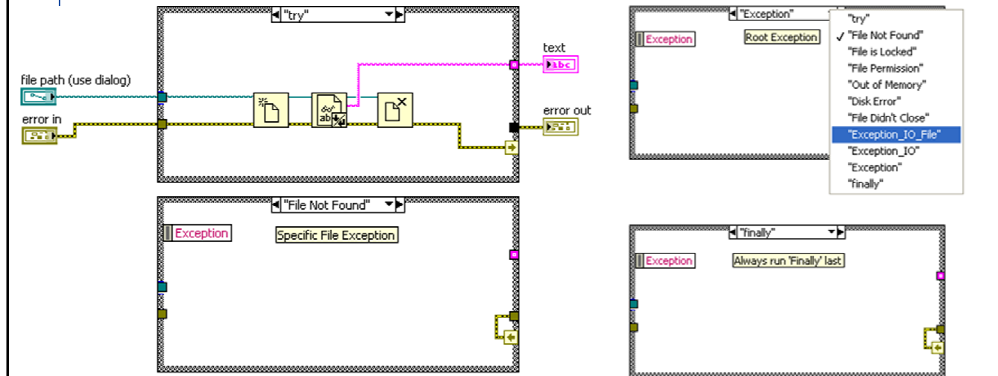 "try"
text
abc
file path (use dialog)
error in
error out
ab
"File Not Found"
Exception
Specific File Exception
"Exception"
Exception
Root Exception
"try"
✓ "File Not Found"
"File is Locked"
"File Permission"
"Out of Memory"
"Disk Error"
"File Didn't Close"
"Exception_IO_File"
"Exception_IO"
"Exception"
"finally"
"finally"
Exception
Always run 'Finally' last